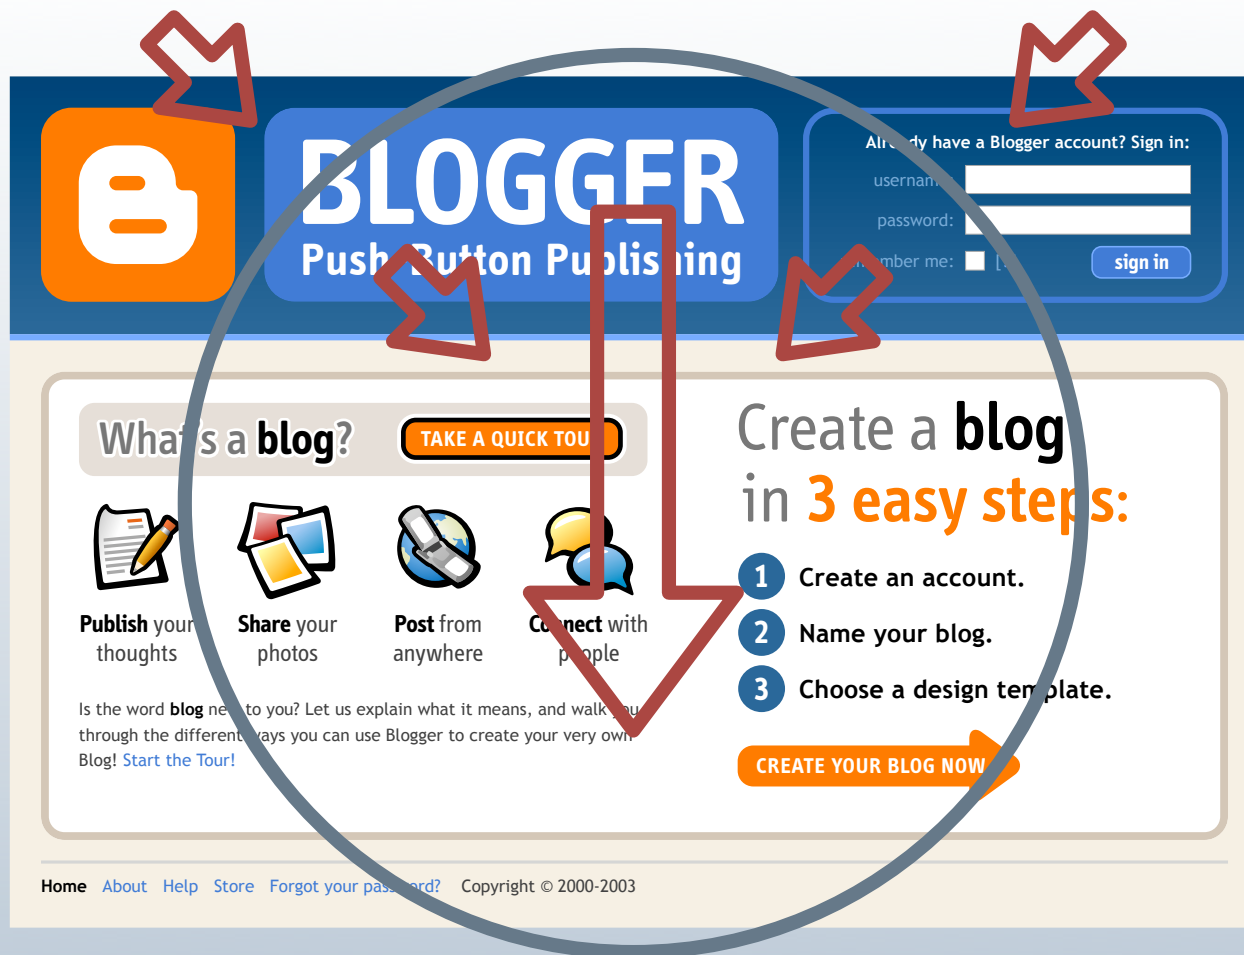 BLOGGER
Push-Button Publishing
Already have a Blogger account? Sign in:
username:
password:
remember me:
[?]
sign in
What's a blog?
TAKE A QUICK TOUR
Publish your thoughts
Share your photos
Post from anywhere
Connect with people
Is the word blog new to you? Let us explain what it means, and walk you
through the different ways you can use Blogger to create your very own
Blog! Start the Tour!
Create a blog
in 3 easy steps:
1 Create an account.
2 Name your blog.
3 Choose a design template.
CREATE YOUR BLOG NOW
Home About Help Store Forgot your password? Copyright © 2000-2003